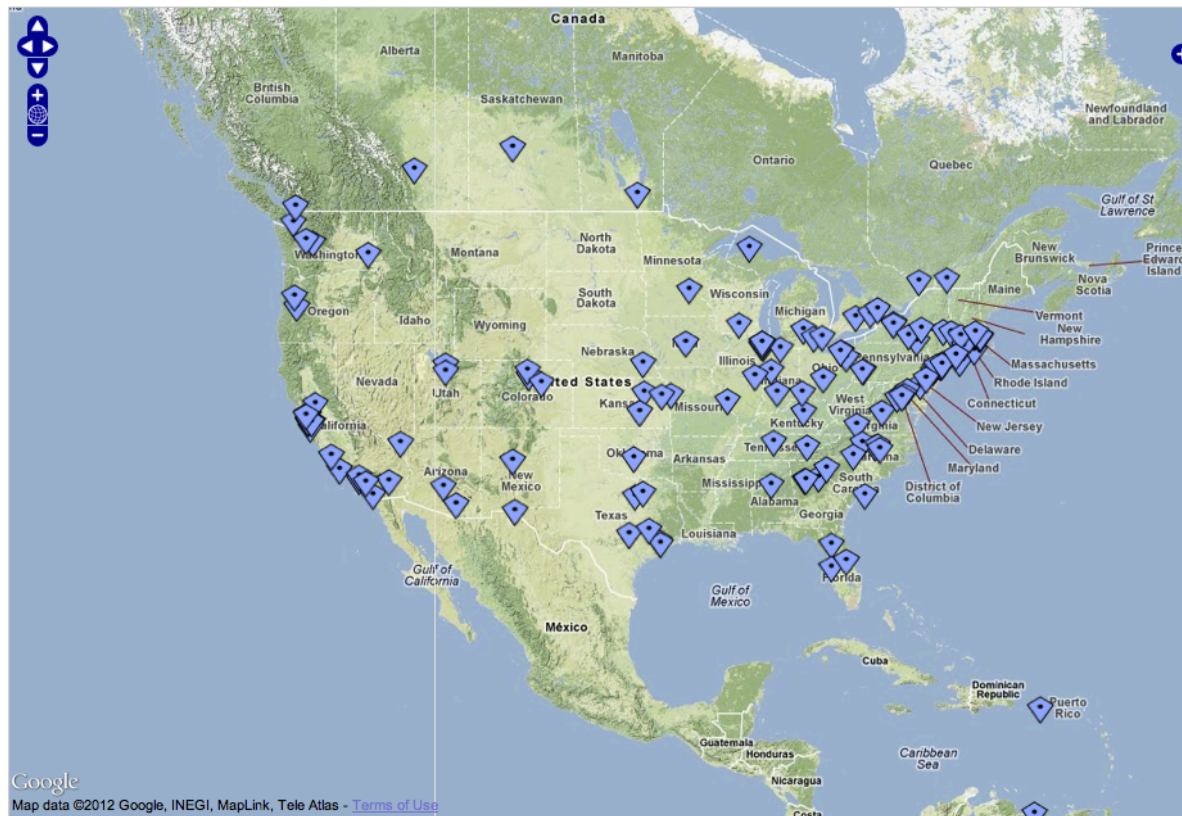 Canada
Alberta
Manitoba
British
Columbia
Saskatchewan
Newfoundland
and Labrador
Ontario
Quebec
Gulf of St
Lawrence
Washington
Montana
North
Dakota
Minnesota
New
Brunswick
Prince
Edward
Island
Nova
Scotia
Maine
Oregon
Idaho
South
Dakota
Wisconsin
Michigan
Vermont
New
Hampshire
Wyoming
Nebraska
Illinois
Pennsylvania
Massachusetts
Rhode Island
Nevada
Utah
Colorado
United States
Ohio
Connecticut
Kansas
Missouri
West
Virginia
New Jersey
California
Kentucky
Delaware
Maryland
Arizona
New
Mexico
Oklahoma
Arkansas
Tennessee
District of
Columbia
Mississippi
Alabama
South
Carolina
Georgia
Texas
Louisiana
Gulf of
California
Gulf of
Mexico
Florida
México
Cuba
Dominican
Republic
Puerto
Rico
Guatemala
Honduras
Caribbean
Sea
Nicaragua
Google
Map data ©2012 Google, INEGI, MapLink, Tele Atlas - Terms of Use
Costa